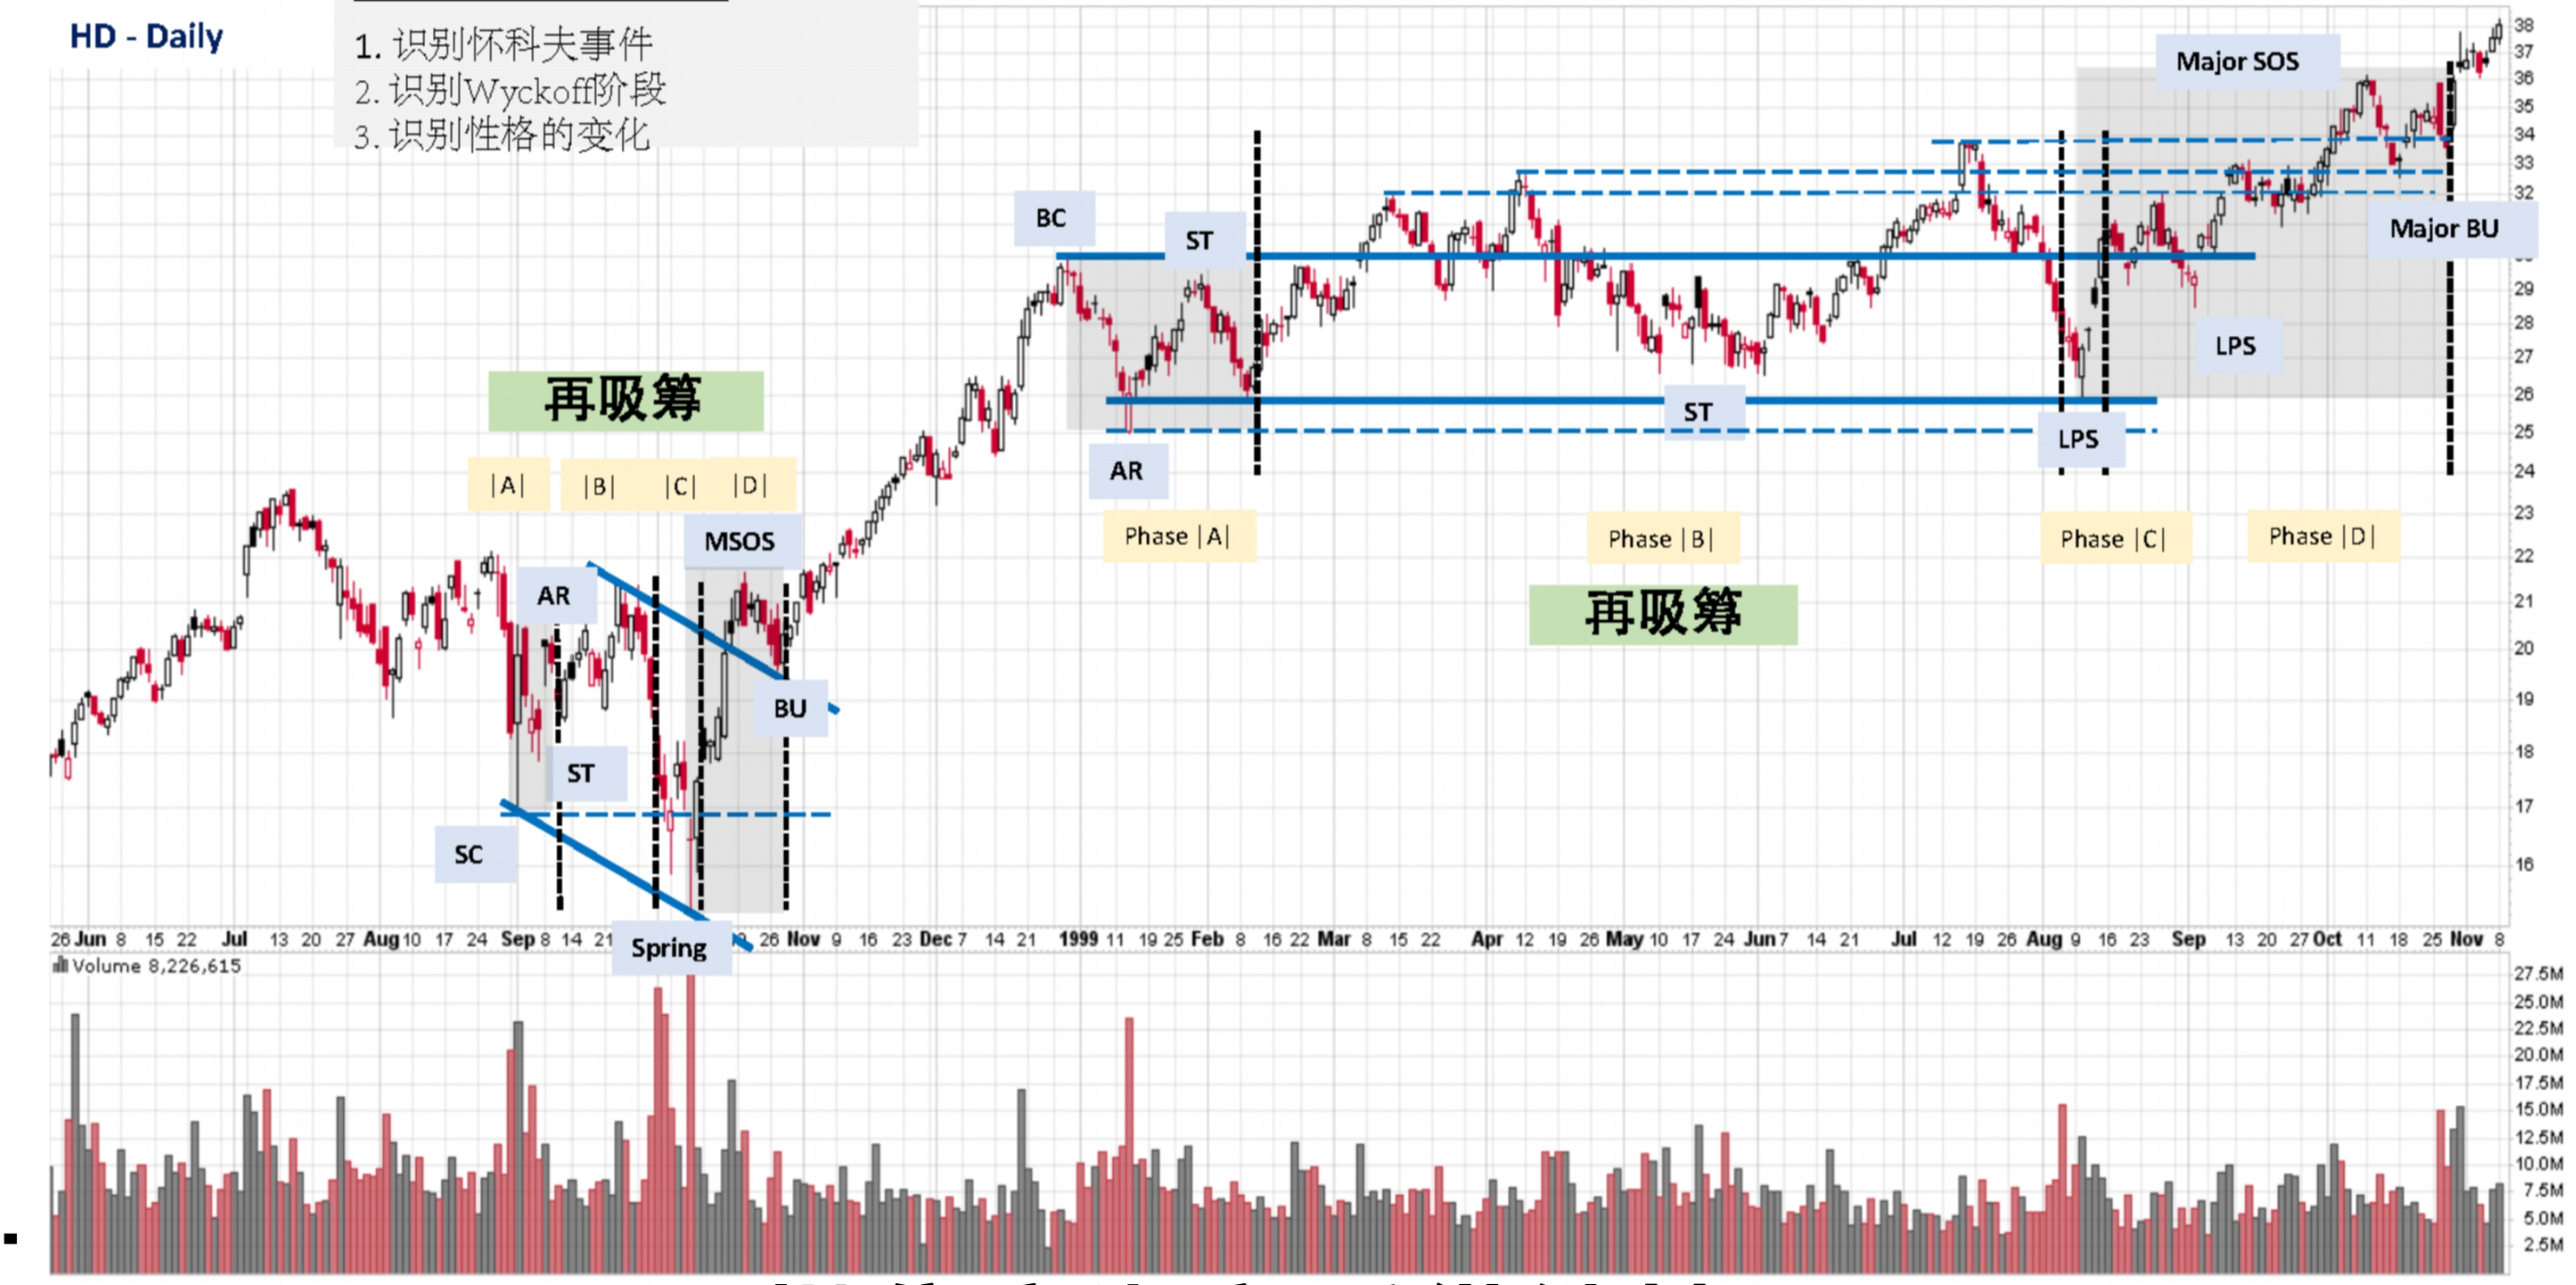 HD - Daily
1. 识别怀科夫事件
2. 识别Wyckoff阶段
3. 识别性格的变化
Major SOS
BC
ST
Major BU
LPS
再吸筹
ST
LPS
AR
|A| |B| |C| |D|
MSOS
Phase |A|
Phase |B|
Phase |C|
Phase |D|
AR
再吸筹
BU
ST
SC
Spring
38
37
36
35
34
33
32
29
28
27
26
25
24
23
22
21
20
19
18
17
16
26 Jun 8 15 22 Jul 13 20 27 Aug 10 17 24 Sep 8 14 21 26 Nov 9 16 23 Dec 7 14 21 1999 11 19 25 Feb 8 16 22 Mar 8 15 22 Apr 12 19 26 May 10 17 24 Jun 7 14 21 Jul 12 19 26 Aug 9 16 23 Sep 13 20 27 Oct 11 18 25 Nov 8
Volume 8,226,615
27.5M
25.0M
22.5M
20.0M
17.5M
15.0M
12.5M
10.0M
7.5M
5.0M
2.5M